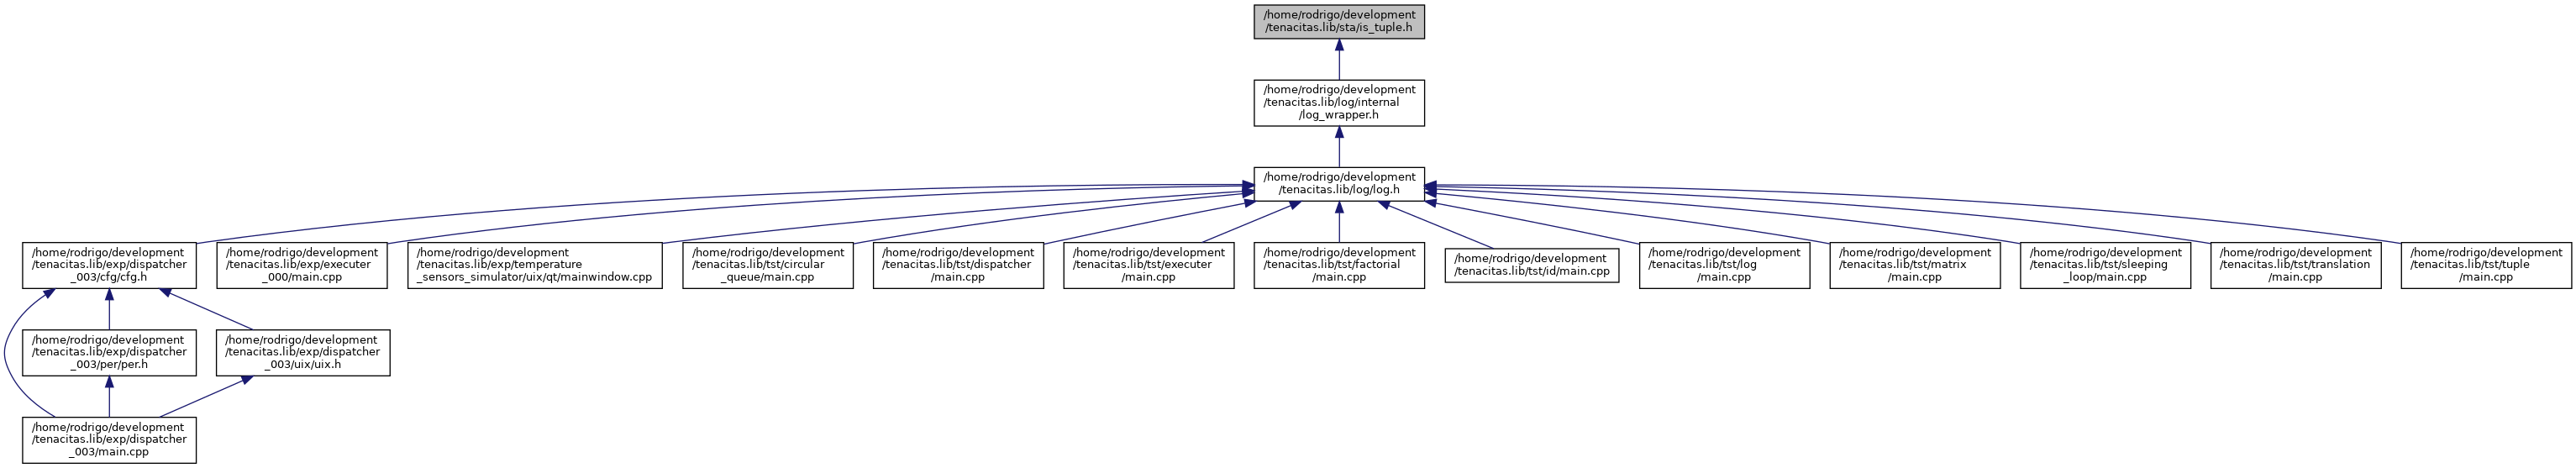 /home/rodrigo/development
/tenacitas.lib/sta/is_tuple.h
/home/rodrigo/development
/tenacitas.lib/log/internal
/log_wrapper.h
/home/rodrigo/development
/tenacitas.lib/log/log.h
/home/rodrigo/development
/tenacitas.lib/exp/dispatcher
_003/cfg/cfg.h
/home/rodrigo/development
/tenacitas.lib/exp/executer
_000/main.cpp
/home/rodrigo/development
/tenacitas.lib/exp/temperature
_sensors_simulator/uix/qt/mainwindow.cpp
/home/rodrigo/development
/tenacitas.lib/tst/circular
_queue/main.cpp
/home/rodrigo/development
/tenacitas.lib/tst/dispatcher
/main.cpp
/home/rodrigo/development
/tenacitas.lib/tst/executer
/main.cpp
/home/rodrigo/development
/tenacitas.lib/tst/factorial
/main.cpp
/home/rodrigo/development
/tenacitas.lib/tst/id/main.cpp
/home/rodrigo/development
/tenacitas.lib/tst/log
/main.cpp
/home/rodrigo/development
/tenacitas.lib/tst/matrix
/main.cpp
/home/rodrigo/development
/tenacitas.lib/tst/sleeping
_loop/main.cpp
/home/rodrigo/development
/tenacitas.lib/tst/translation
/main.cpp
/home/rodrigo/development
/tenacitas.lib/tst/tuple
/main.cpp
/home/rodrigo/development
/tenacitas.lib/exp/dispatcher
_003/per/per.h
/home/rodrigo/development
/tenacitas.lib/exp/dispatcher
_003/uix/uix.h
/home/rodrigo/development
/tenacitas.lib/exp/dispatcher
_003/main.cpp